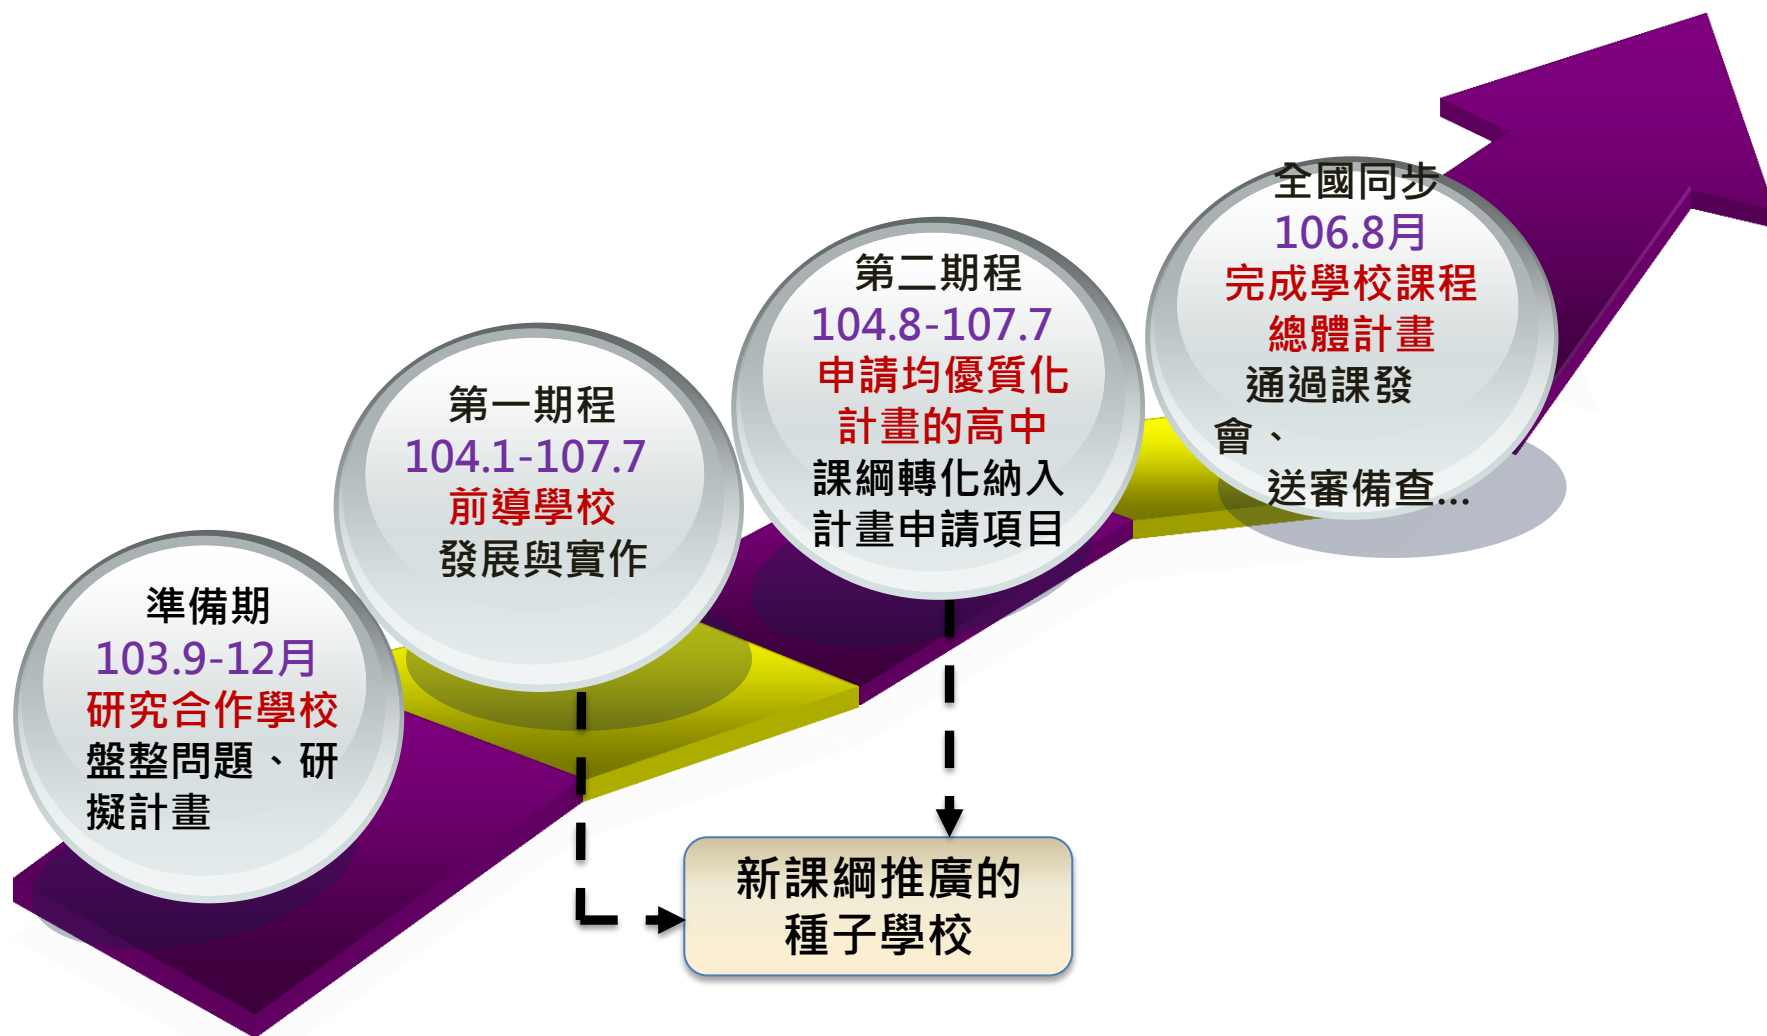 準備期
103.9-12月
研究合作學校
盤整問題、研
擬計畫
第一期程
104.1-107.7
前導學校
發展與實作
第二期程
104.8-107.7
申請均優質化
計畫的高中
課綱轉化納入
計畫申請項目
全國同步
106.8月
完成學校課程
總體計畫
通過課發
會、
送審備查...
新課綱推廣的
種子學校